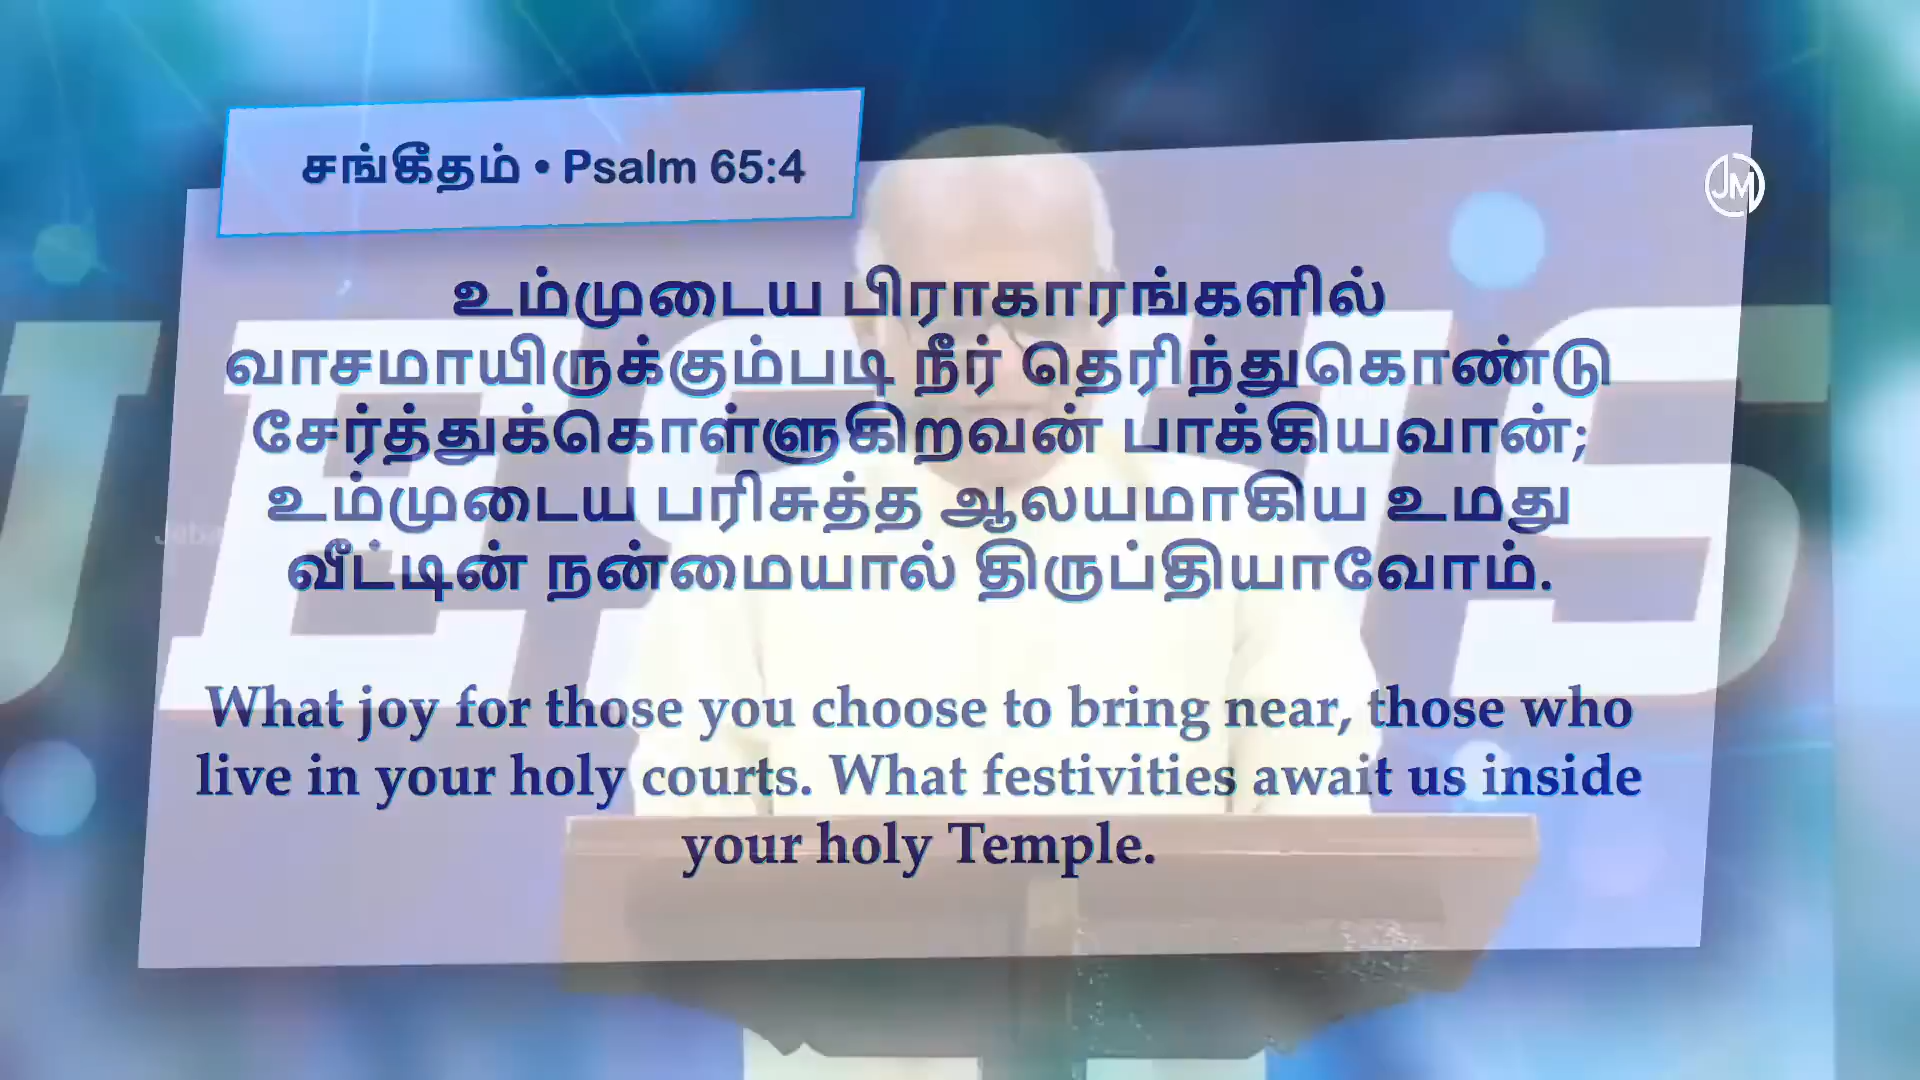 சங்கீதம் • Psalm 65:4
JM
உம்முடைய பிராகாரங்களில்
வாசமாயிருக்கும்படி நீர் தெரிந்துகொண்டு
சேர்த்துக்கொள்ளுகிறவன் பாக்கியவான்;
உம்முடைய பரிசுத்த ஆலயமாகிய உமது
வீட்டின் நன்மையால் திருப்தியாவோம்.
JESUS
What joy for those you choose to bring near, those who
live in your holy courts. What festivities await us inside
your holy Temple.